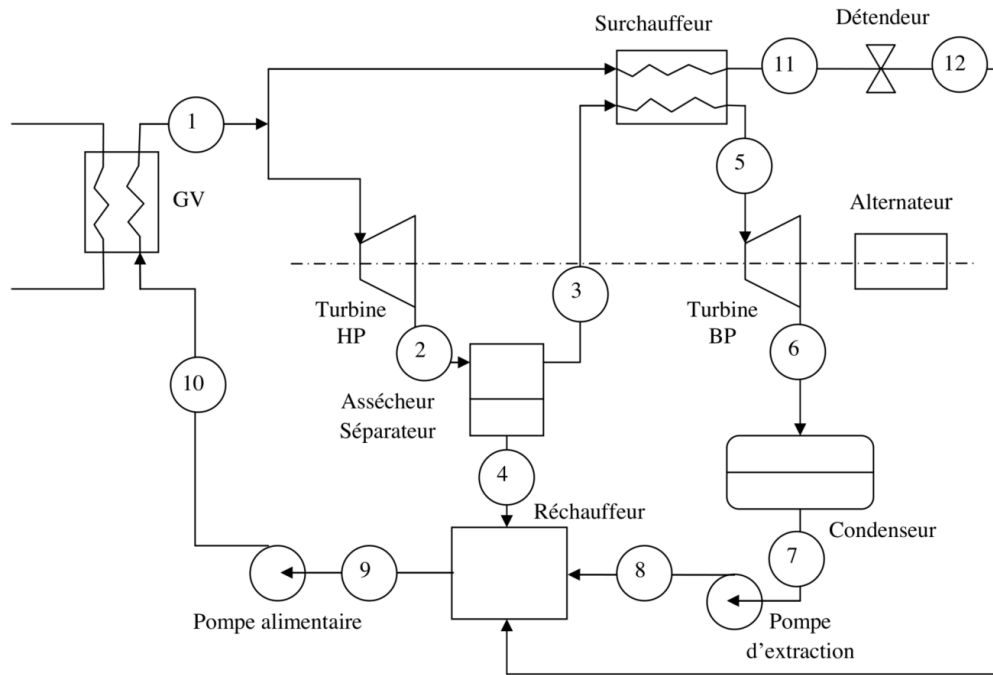 Surchauffeur
Détendeur
11
12
1
5
GV
Alternateur
3
Turbine
HP
Turbine
BP
2
6
10
Assécheur
Séparateur
4
Réchauffeur
Condenseur
7
9
8
Pompe alimentaire
Pompe
d'extraction